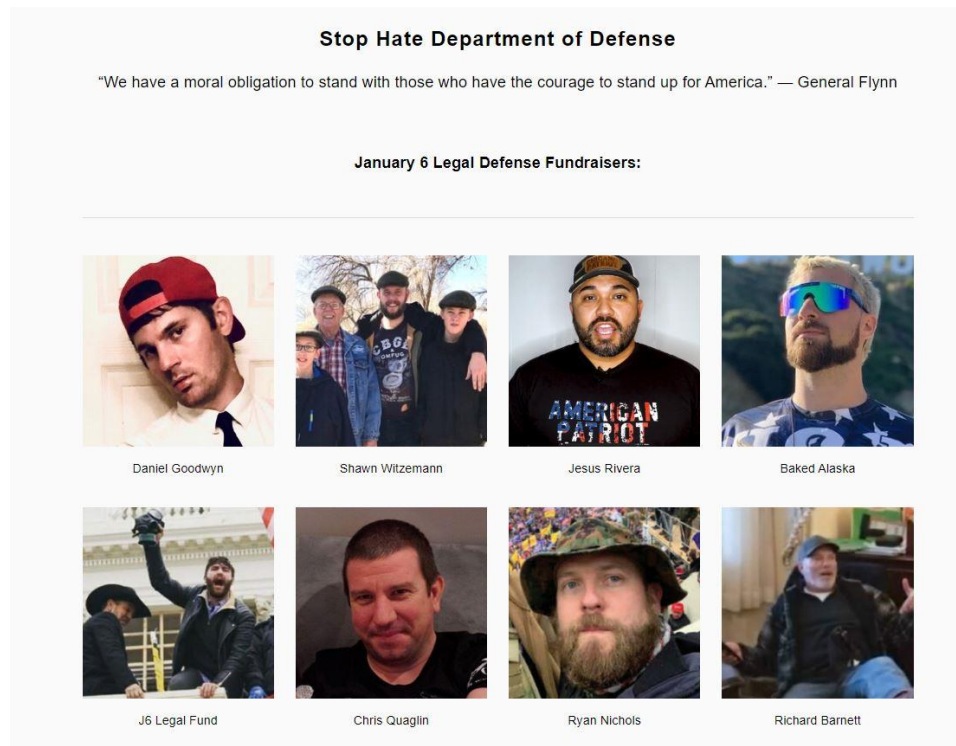 Stop Hate Department of Defense
“We have a moral obligation to stand with those who have the courage to stand up for America.” — General Flynn
January 6 Legal Defense Fundraisers:
CBGB
OMFUG
AMERICAN
PATRIOT
Daniel Goodwyn
Shawn Witzemann
Jesus Rivera
Baked Alaska
J6 Legal Fund
Chris Quaglin
Ryan Nichols
Richard Barnett